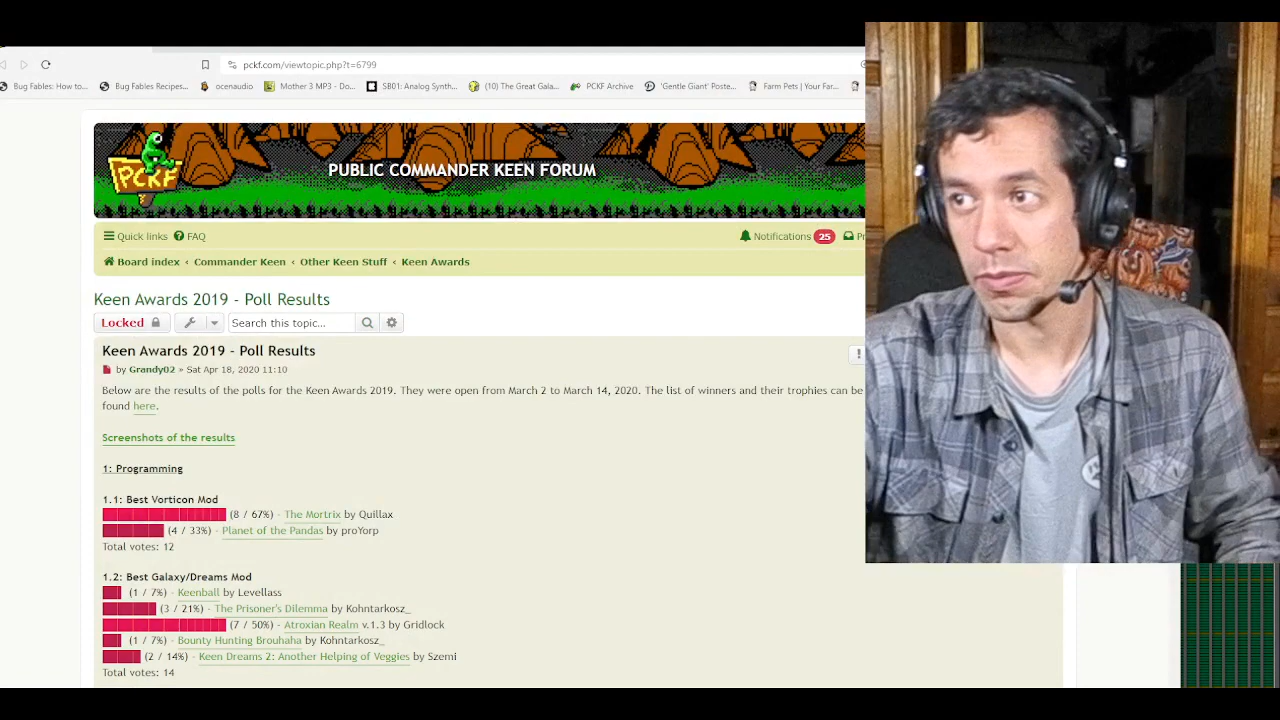 pckf.com/viewtopic.php?t=6799
Bug Fables: How to... Bug Fables Recipes... ocenaudio Mother 3 MP3 - Do... SB01: Analog Synth... (10) The Great Gala... PCKF Archive 'Gentle Giant' Poste... Farm Pets | Your Far...
PCKF
PUBLIC COMMANDER KEEN FORUM
Quick links FAQ Notifications 25 Pr
Board index ‹ Commander Keen ‹ Other Keen Stuff ‹ Keen Awards
Keen Awards 2019 - Poll Results
Locked Search this topic...
Keen Awards 2019 - Poll Results
by Grandy02 » Sat Apr 18, 2020 11:10
Below are the results of the polls for the Keen Awards 2019. They were open from March 2 to March 14, 2020. The list of winners and their trophies can be
found here.
Screenshots of the results
1: Programming
1.1: Best Vorticon Mod
(8 / 67%) - The Mortrix by Quillax
(4 / 33%) - Planet of the Pandas by proYorp
Total votes: 12
1.2: Best Galaxy/Dreams Mod
(1 / 7%) - Keenball by Levellass
(3 / 21%) - The Prisoner's Dilemma by Kohntarkosz_
(7 / 50%) - Atroxian Realm v.1.3 by Gridlock
(1 / 7%) - Bounty Hunting Brouhaha by Kohntarkosz_
(2 / 14%) - Keen Dreams 2: Another Helping of Veggies by Szemi
Total votes: 14